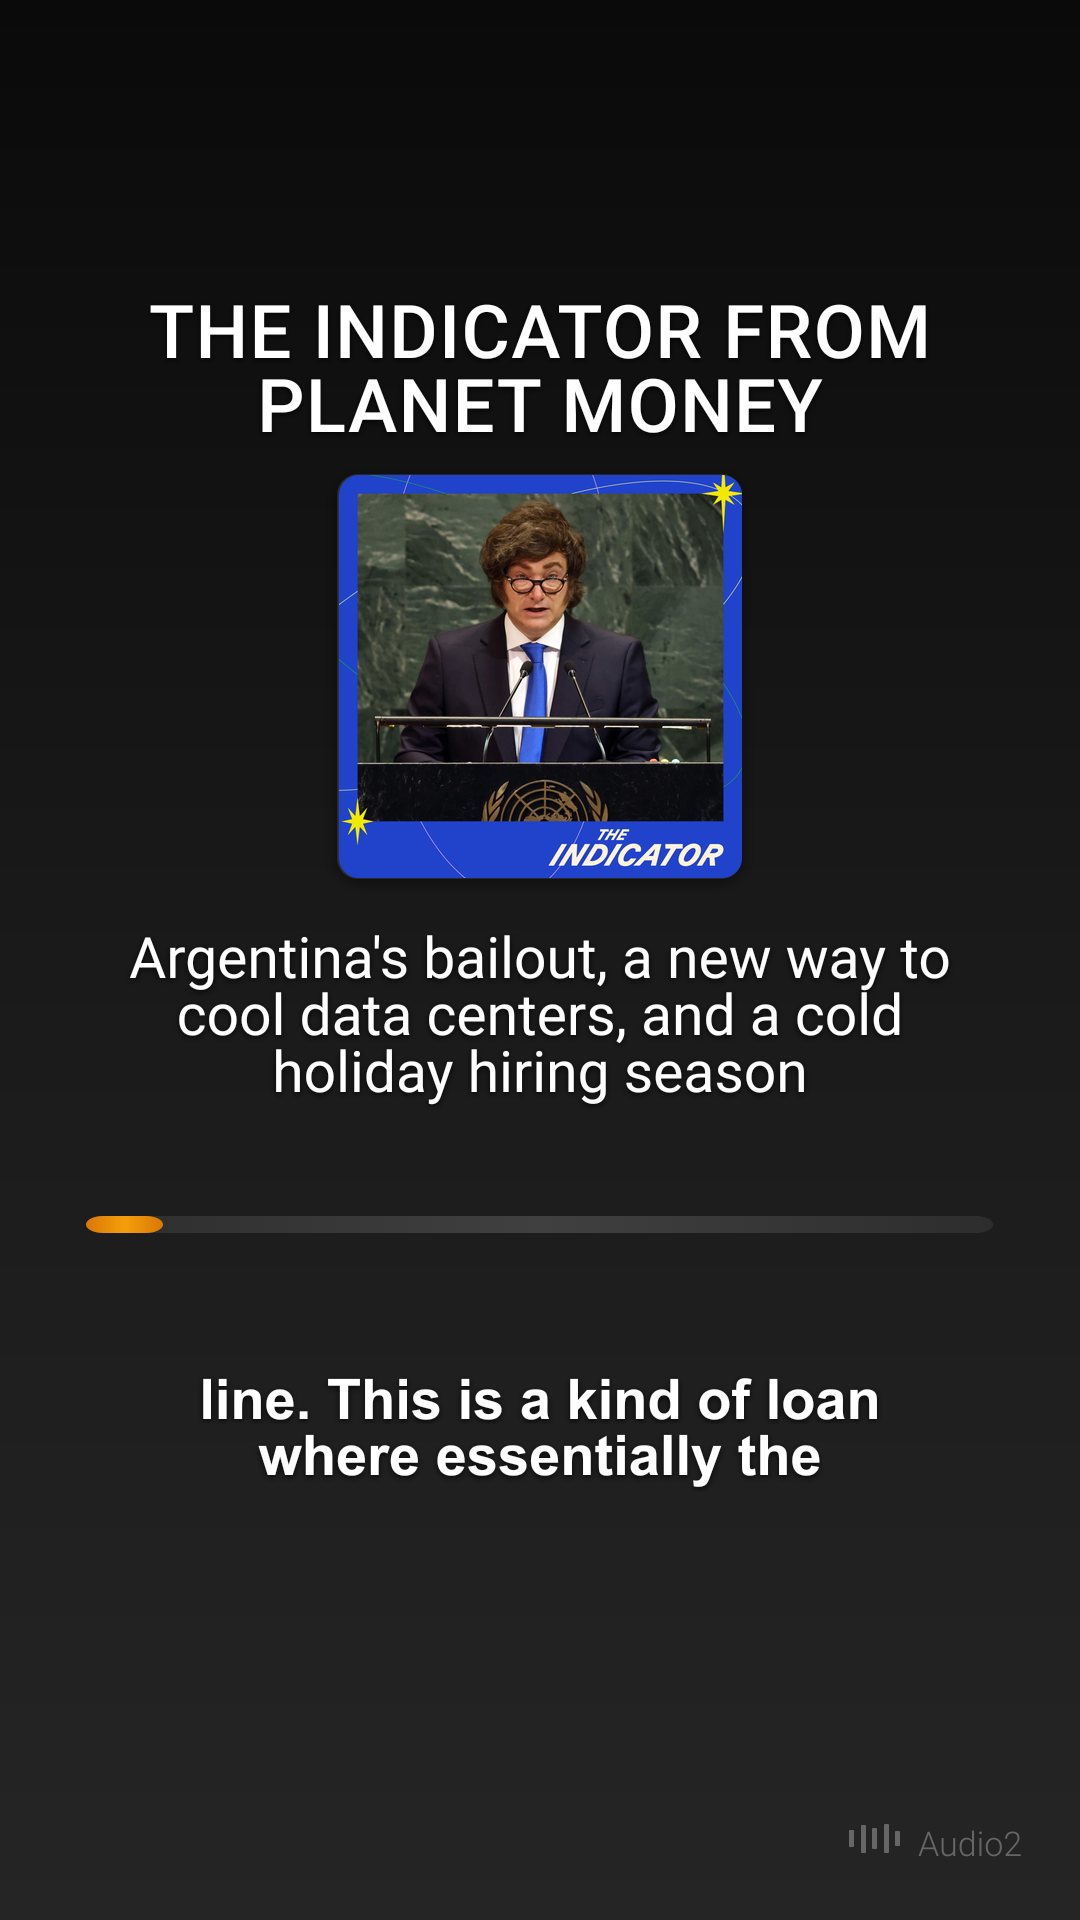 THE INDICATOR FROM
PLANET MONEY
THE
INDICATOR
Argentina's bailout, a new way to
cool data centers, and a cold
holiday hiring season
line. This is a kind of loan
where essentially the
Audio2